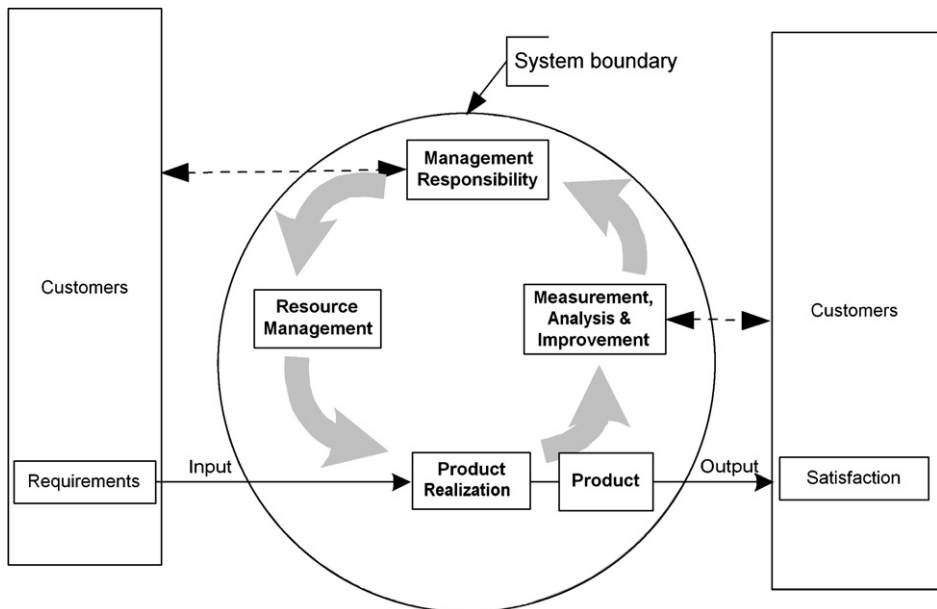 System boundary
Management
Responsibility
Customers
Resource
Management
Measurement,
Analysis &
Improvement
Customers
Requirements
Input
Product
Realization
Product
Output
Satisfaction